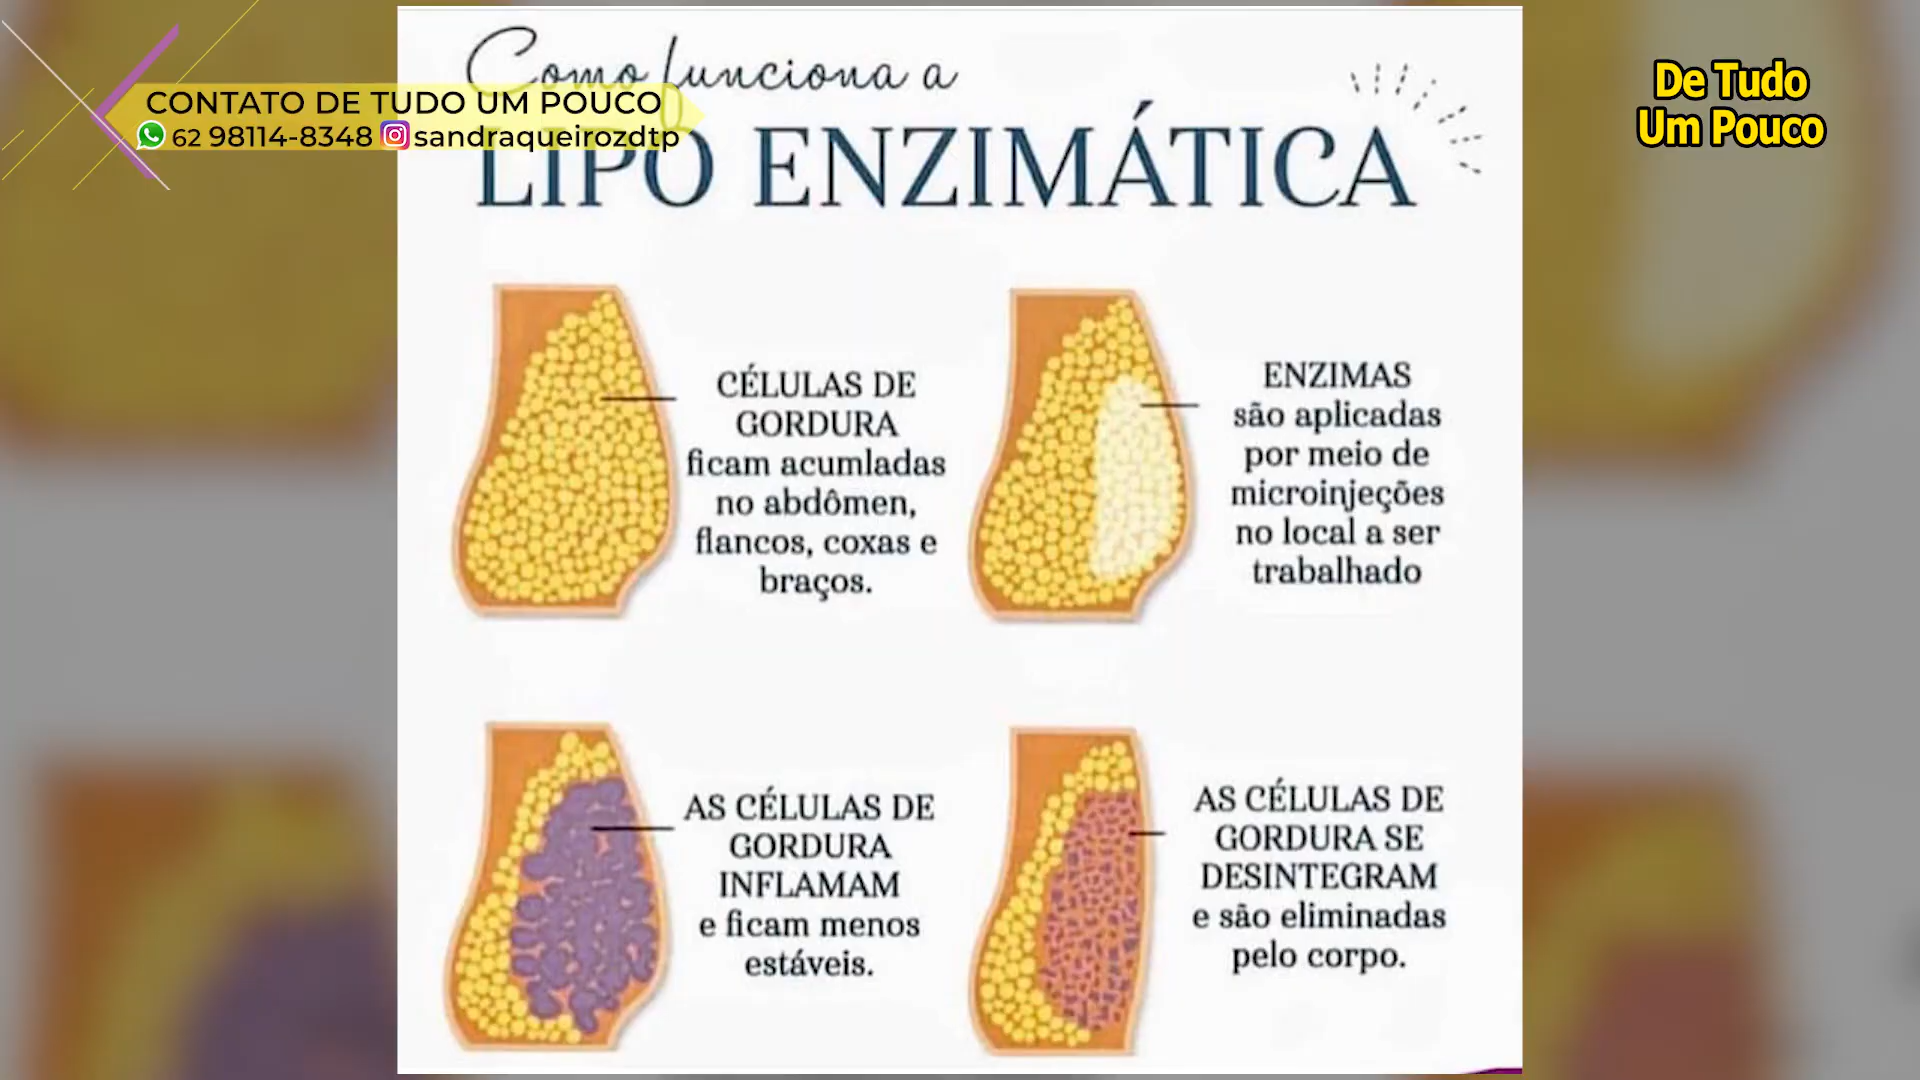 Como funciona a
CONTATO DE TUDO UM POUCO
62 98114-8348 sandraqueirozdtp
LIPO ENZIMÁTICA
De Tudo
Um Pouco
CÉLULAS DE
GORDURA
ficam acumladas
no abdômen,
flancos, coxas e
braços.
ENZIMAS
são aplicadas
por meio de
microinjeções
no local a ser
trabalhado
AS CÉLULAS DE
GORDURA
INFLAMAM
e ficam menos
estáveis.
AS CÉLULAS DE
GORDURA SE
DESINTEGRAM
e são eliminadas
pelo corpo.